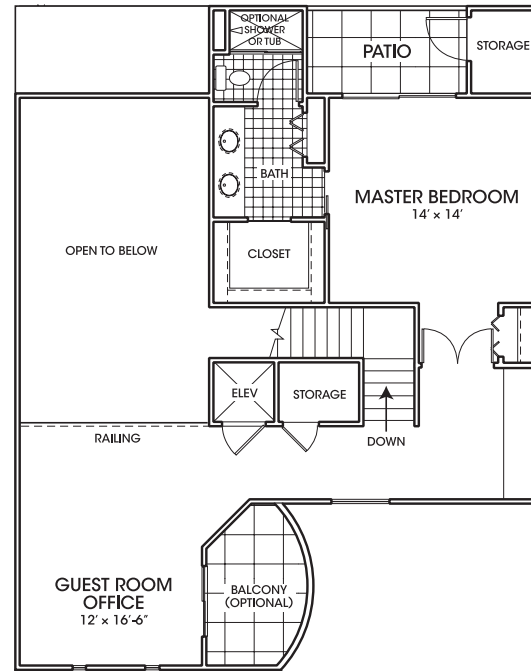 OPTIONAL
SHOWER
OR TUB
PATIO
STORAGE
BATH
MASTER BEDROOM
14' × 14'
OPEN TO BELOW
CLOSET
ELEV
STORAGE
DOWN
RAILING
GUEST ROOM
OFFICE
12' × 16'-6"
BALCONY
(OPTIONAL)